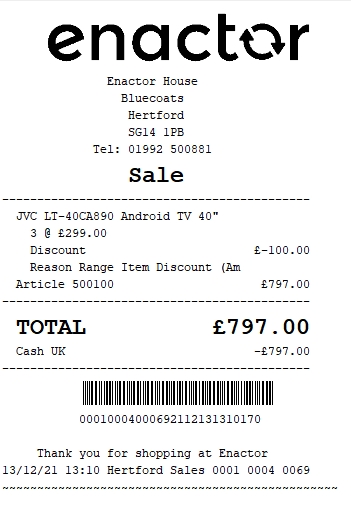 enactor
Enactor House
Bluecoats
Hertford
SG14 1PB
Tel: 01992 500881
Sale
JVC LT-40CA890 Android TV 40"
3 @ £299.00
Discount £-100.00
Reason Range Item Discount (Am
Article 500100 £797.00
TOTAL £797.00
Cash UK -£797.00
00010004000692112131310170
Thank you for shopping at Enactor
13/12/21 13:10 Hertford Sales 0001 0004 0069